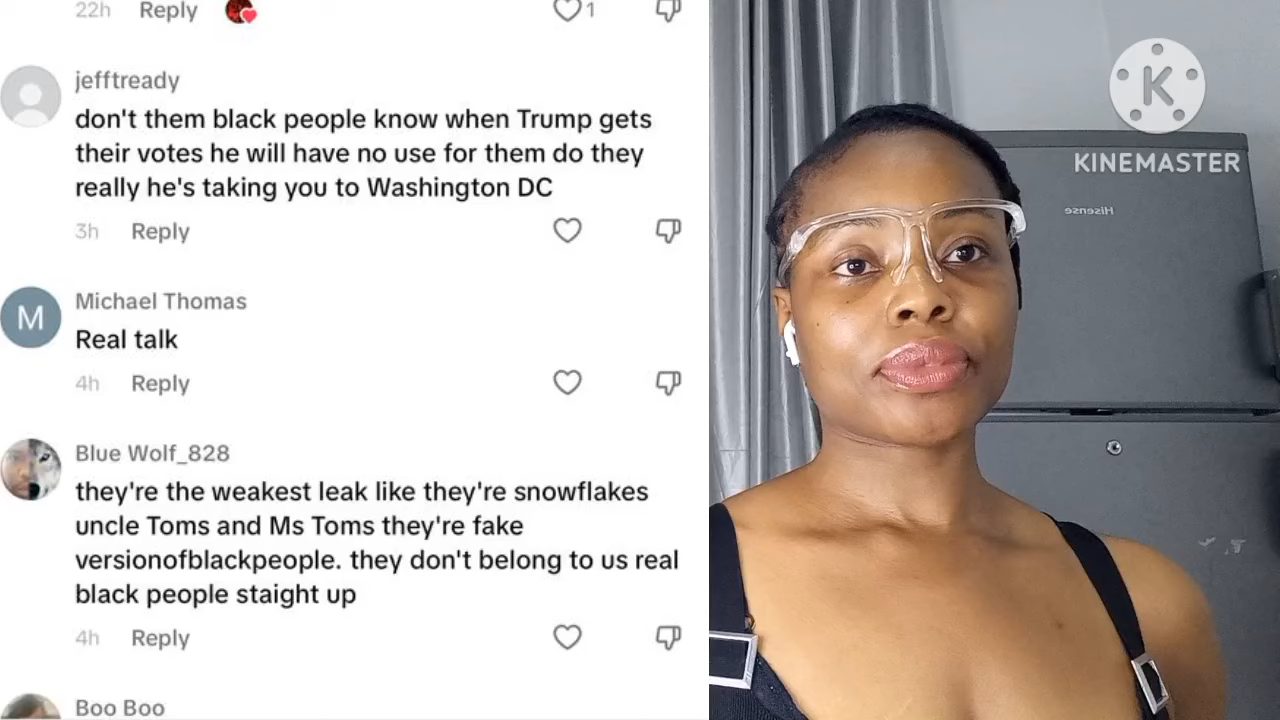 22h Reply 1
jefftready
don't them black people know when Trump gets
their votes he will have no use for them do they
really he's taking you to Washington DC
3h Reply
M
Michael Thomas
Real talk
4h Reply
Blue Wolf_828
they're the weakest leak like they're snowflakes
uncle Toms and Ms Toms they're fake
versionofblackpeople. they don't belong to us real
black people staight up
4h Reply
Boo Boo
K
KINEMASTER
Hisense